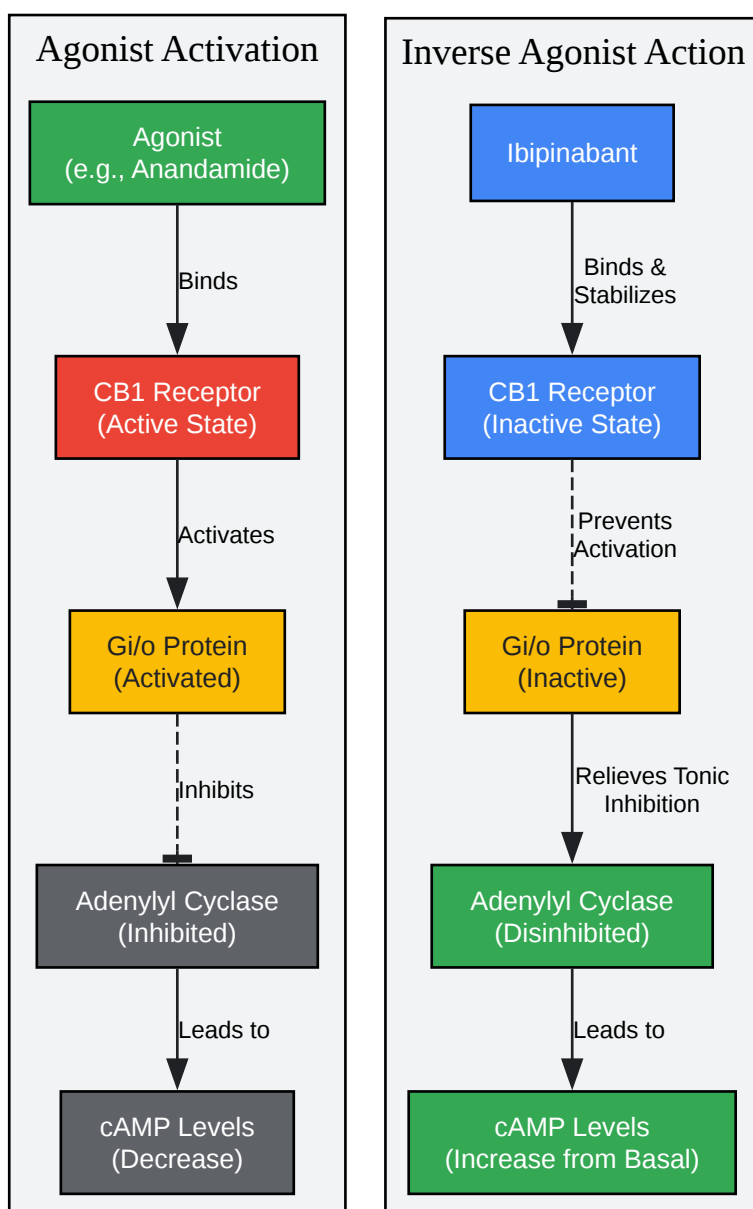 Agonist Activation
Agonist
(e.g., Anandamide)
Binds
CB1 Receptor
(Active State)
Activates
Gi/o Protein
(Activated)
Inhibits
Adenylyl Cyclase
(Inhibited)
Leads to
cAMP Levels
(Decrease)
Inverse Agonist Action
Ibipinabant
Binds &
Stabilizes
CB1 Receptor
(Inactive State)
Prevents
Activation
Gi/o Protein
(Inactive)
Relieves Tonic
Inhibition
Adenylyl Cyclase
(Disinhibited)
Leads to
cAMP Levels
(Increase from Basal)